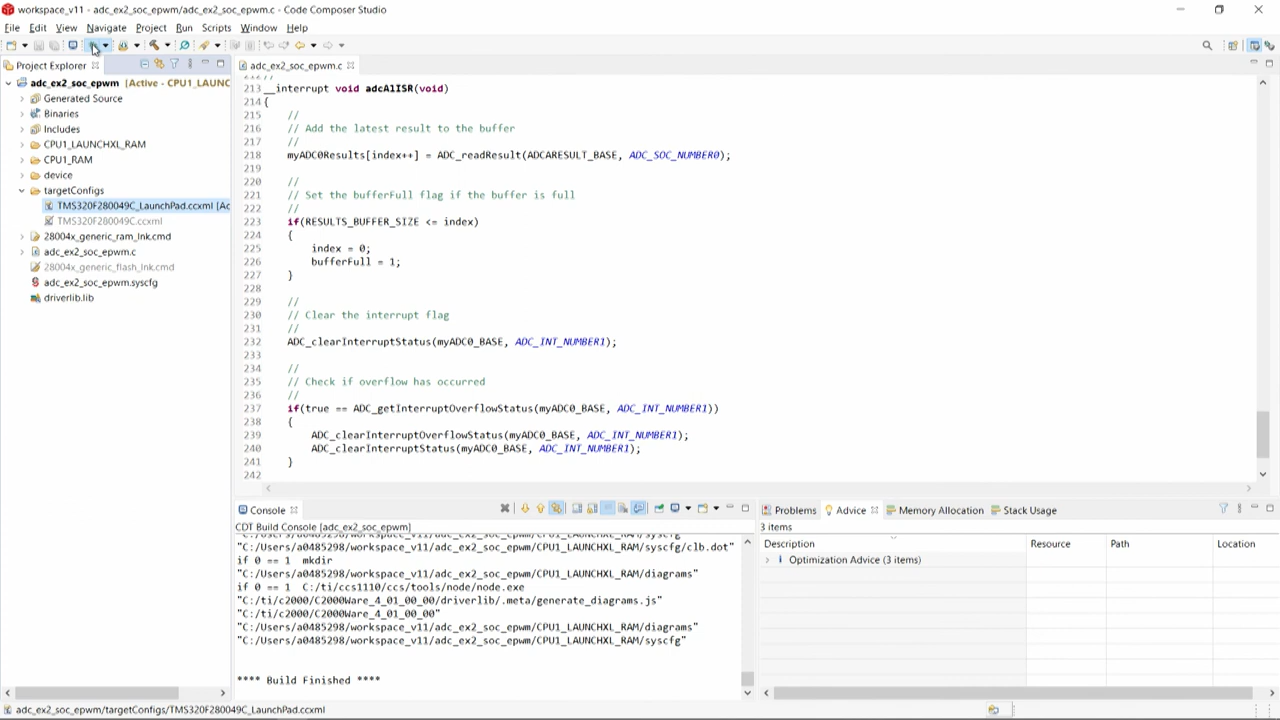 workspace_v11 - adc_ex2_soc_epwm/adc_ex2_soc_epwm.c - Code Composer Studio
File Edit View Navigate Project Run Scripts Window Help
Project Explorer
adc_ex2_soc_epwm [Active - CPU1_LAUNC
Generated Source
Binaries
Includes
CPU1_LAUNCHXL_RAM
CPU1_RAM
device
targetConfigs
TMS320F280049C_LaunchPad.ccxml [Ac
TMS320F280049C.ccxml
28004x_generic_ram_lnk.cmd
adc_ex2_soc_epwm.c
28004x_generic_flash_lnk.cmd
adc_ex2_soc_epwm.syscfg
driverlib.lib
adc_ex2_soc_epwm.c
213 __interrupt void adcA1ISR(void)
214 {
215 //
216 // Add the latest result to the buffer
217 //
218 myADC0Results[index++] = ADC_readResult(ADCARESULT_BASE, ADC_SOC_NUMBER0);
219
220 //
221 // Set the bufferFull flag if the buffer is full
222 //
223 if(RESULTS_BUFFER_SIZE <= index)
224 {
225 index = 0;
226 bufferFull = 1;
227 }
228
229 //
230 // Clear the interrupt flag
231 //
232 ADC_clearInterruptStatus(myADC0_BASE, ADC_INT_NUMBER1);
233
234 //
235 // Check if overflow has occurred
236 //
237 if(true == ADC_getInterruptOverflowStatus(myADC0_BASE, ADC_INT_NUMBER1))
238 {
239 ADC_clearInterruptOverflowStatus(myADC0_BASE, ADC_INT_NUMBER1);
240 ADC_clearInterruptStatus(myADC0_BASE, ADC_INT_NUMBER1);
241 }
242
Console
CDT Build Console [adc_ex2_soc_epwm]
"C:/Users/a0485298/workspace_v11/adc_ex2_soc_epwm/CPU1_LAUNCHXL_RAM/syscfg/clb.dot"
if 0 == 1 mkdir
"C:/Users/a0485298/workspace_v11/adc_ex2_soc_epwm/CPU1_LAUNCHXL_RAM/diagrams"
if 0 == 1 C:/ti/ccs1110/ccs/tools/node/node.exe
"C:/ti/c2000/C2000Ware_4_01_00_00/driverlib/.meta/generate_diagrams.js"
"C:/ti/c2000/C2000Ware_4_01_00_00"
"C:/Users/a0485298/workspace_v11/adc_ex2_soc_epwm/CPU1_LAUNCHXL_RAM/diagrams"
"C:/Users/a0485298/workspace_v11/adc_ex2_soc_epwm/CPU1_LAUNCHXL_RAM/syscfg"
**** Build Finished ****
Problems Advice Memory Allocation Stack Usage
3 items
Description Resource Path Location
i Optimization Advice (3 items)
adc_ex2_soc_epwm/targetConfigs/TMS320F280049C_LaunchPad.ccxml